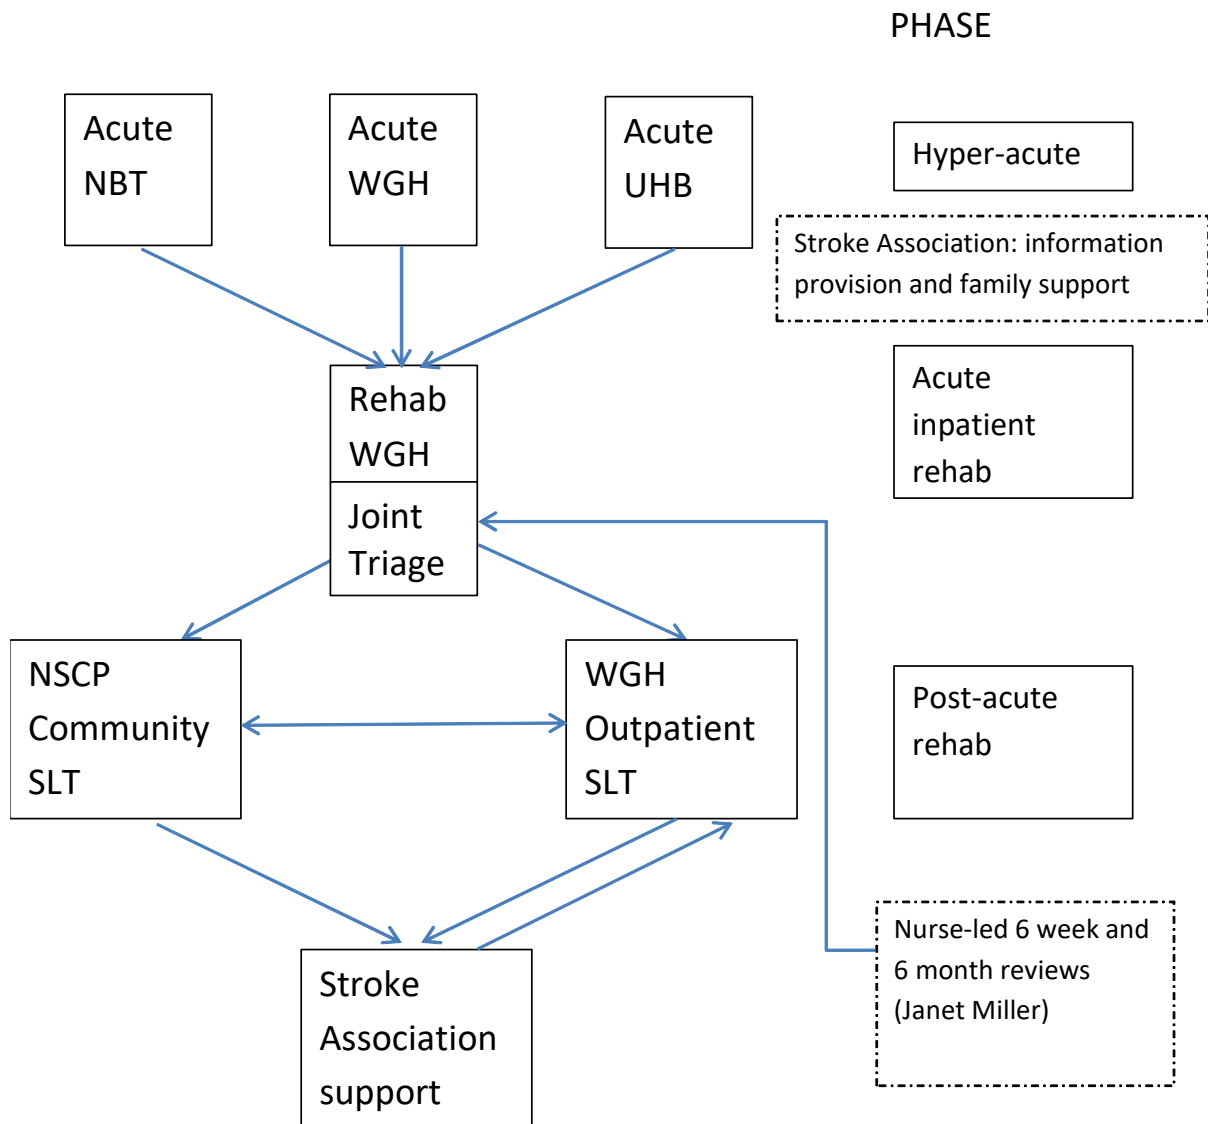 PHASE
Acute
NBT
Acute
WGH
Acute
UHB
Hyper-acute
Stroke Association: information
provision and family support
Rehab
WGH
Acute
inpatient
rehab
Joint
Triage
NSCP
Community
SLT
WGH
Outpatient
SLT
Post-acute
rehab
Nurse-led 6 week and
6 month reviews
(Janet Miller)
Stroke
Association
support